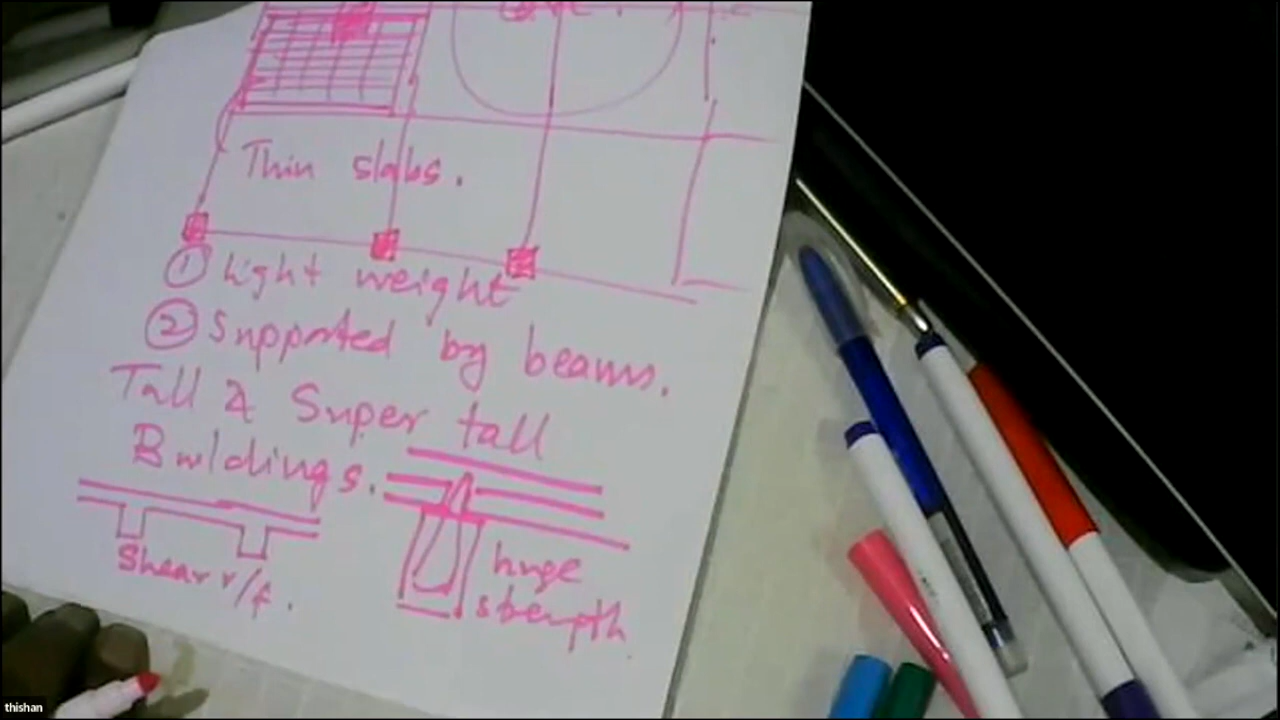 Thin slabs.
① Light weight
② Supported by beams.
Tall & Super tall
Buildings.
Shear r/f.
huge
strength
thishan